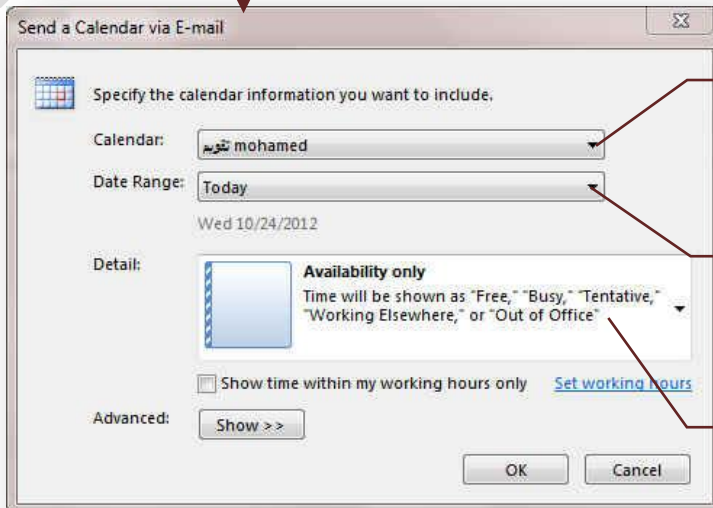 Send a Calendar via E-mail
Specify the calendar information you want to include.
Calendar: تقويم mohamed
Date Range: Today
Wed 10/24/2012
Detail: Availability only
Time will be shown as "Free," "Busy," "Tentative,"
"Working Elsewhere," or "Out of Office"
Show time within my working hours only Set working hours
Advanced: Show >>
OK Cancel